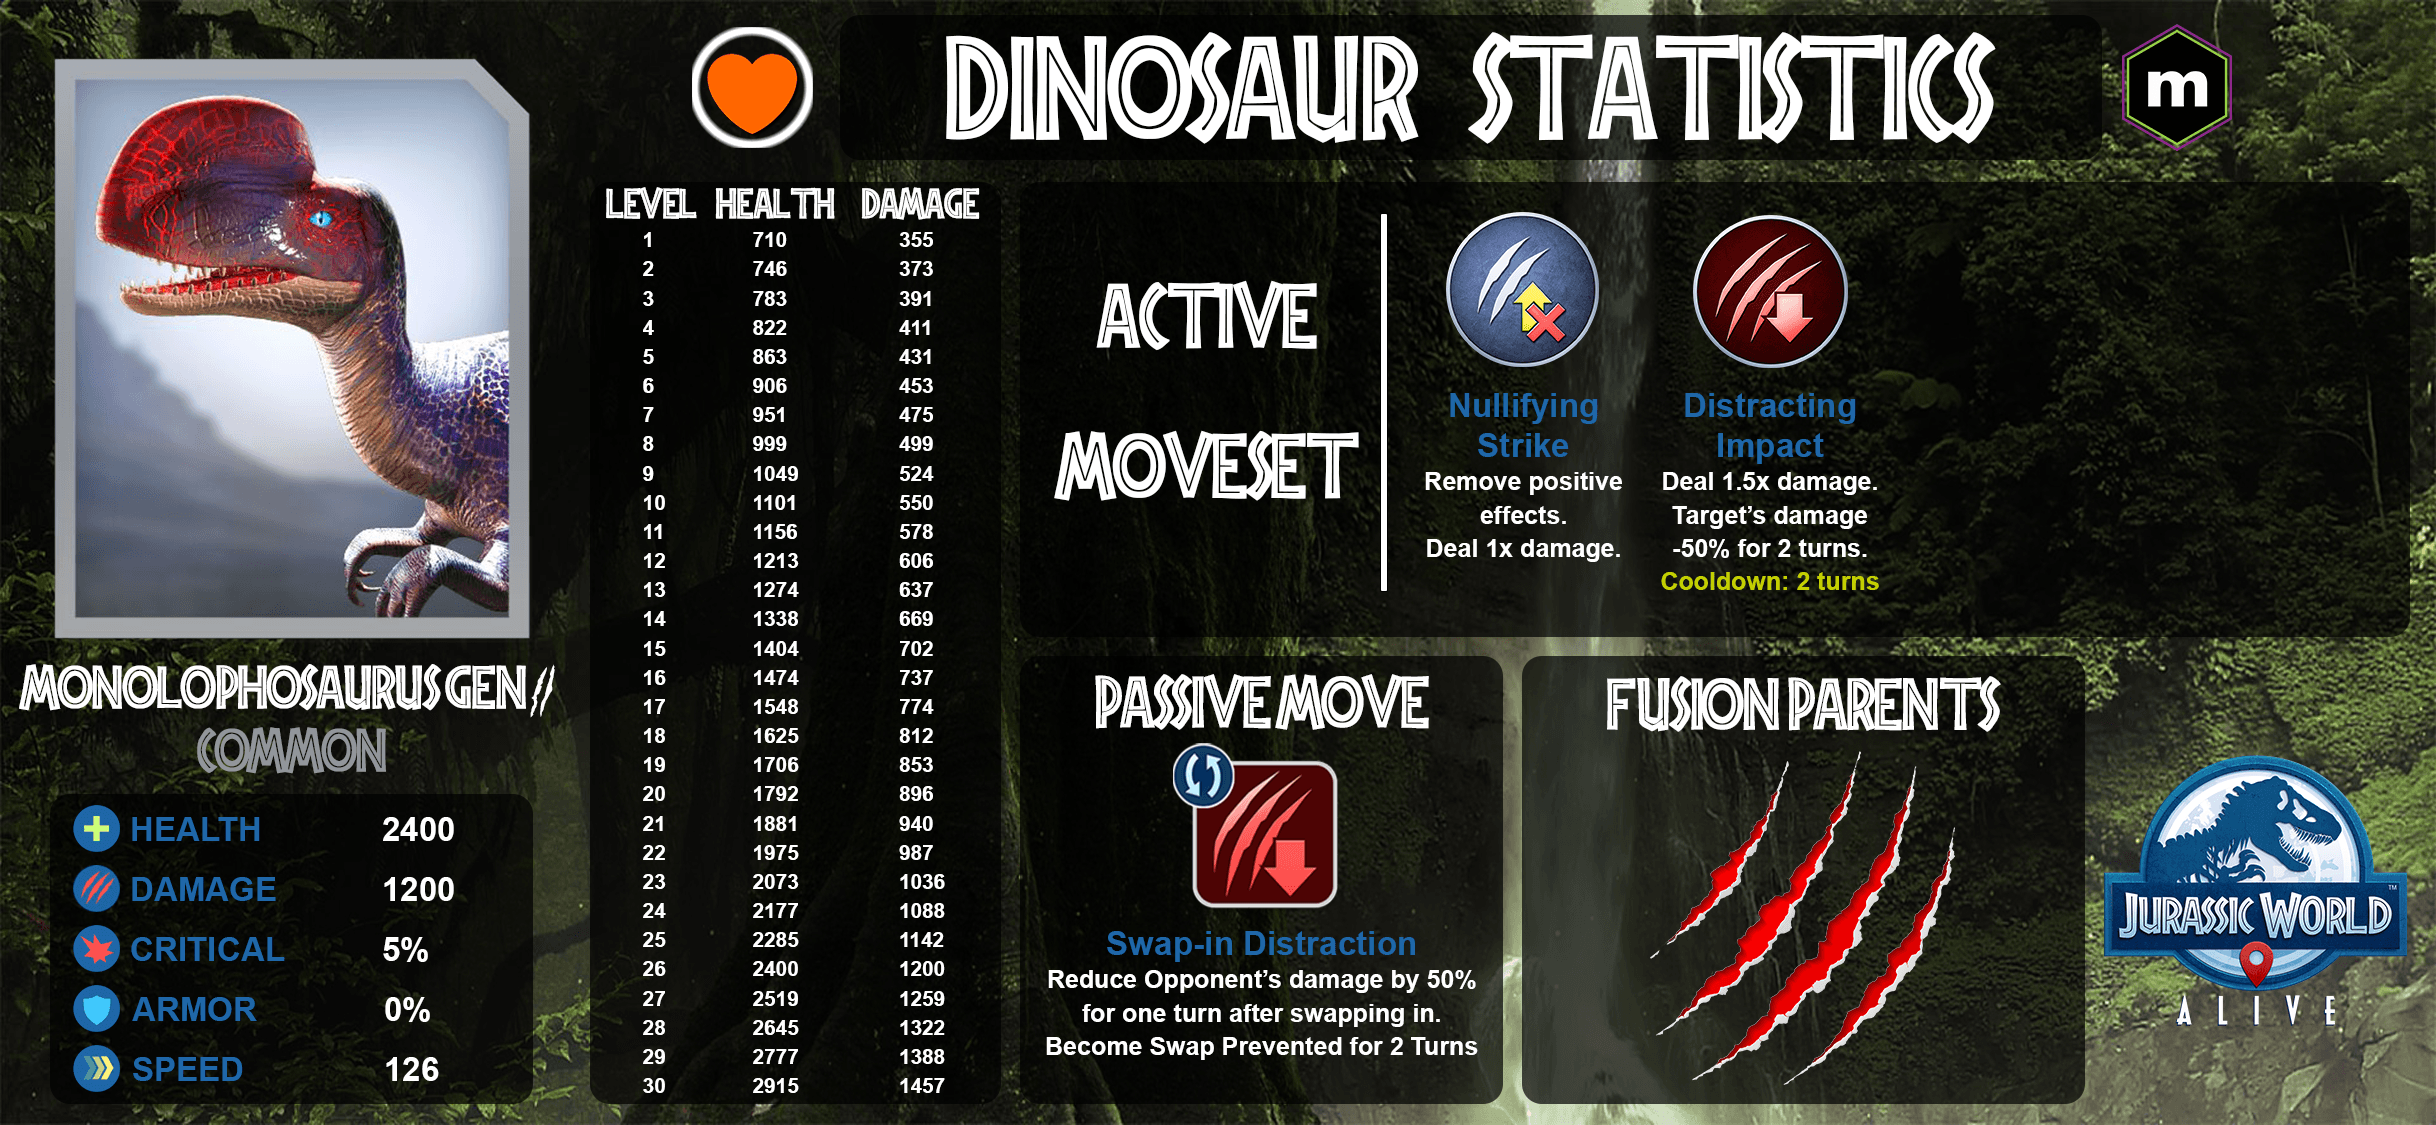 DINOSAUR STATISTICS
m
MONOLOPHOSAURUS GEN II
COMMON
HEALTH 2400
DAMAGE 1200
CRITICAL 5%
ARMOR 0%
SPEED 126
LEVEL HEALTH DAMAGE
1 710 355
2 746 373
3 783 391
4 822 411
5 863 431
6 906 453
7 951 475
8 999 499
9 1049 524
10 1101 550
11 1156 578
12 1213 606
13 1274 637
14 1338 669
15 1404 702
16 1474 737
17 1548 774
18 1625 812
19 1706 853
20 1792 896
21 1881 940
22 1975 987
23 2073 1036
24 2177 1088
25 2285 1142
26 2400 1200
27 2519 1259
28 2645 1322
29 2777 1388
30 2915 1457
ACTIVE
MOVESET
Nullifying
Strike
Remove positive
effects.
Deal 1x damage.
Distracting
Impact
Deal 1.5x damage.
Target’s damage
-50% for 2 turns.
Cooldown: 2 turns
PASSIVE MOVE
Swap-in Distraction
Reduce Opponent’s damage by 50%
for one turn after swapping in.
Become Swap Prevented for 2 Turns
FUSION PARENTS
JURASSIC WORLD™
ALIVE